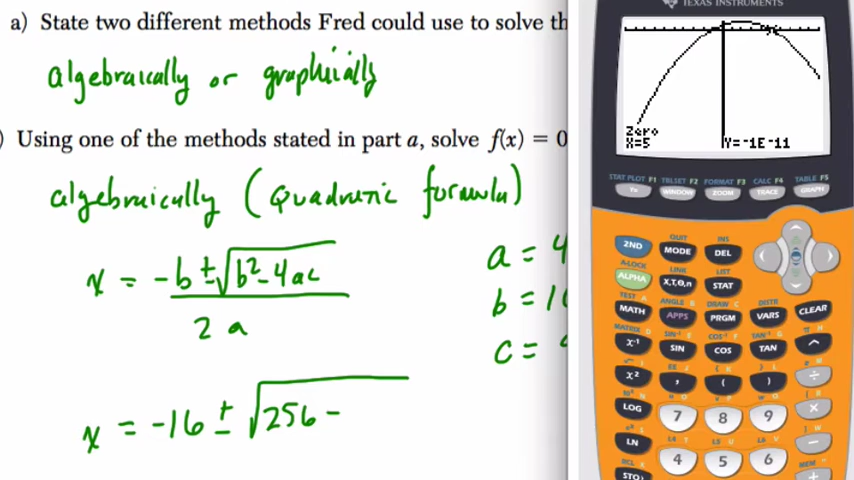 a) State two different methods Fred could use to solve th
algebraically or graphically
) Using one of the methods stated in part a, solve f(x) = 0
algebraically (Quadratic formula)
x = -b ± √b² - 4ac
2a
a = 4
b = 16
c =
x = -16 ± √256 -
TEXAS INSTRUMENTS
Zero
X=5 Y=-1E-11
STAT PLOT F1 TBLSET F2 FORMAT F3 CALC F4 TABLE F5
Y= WINDOW ZOOM TRACE GRAPH
QUIT INS
2ND MODE DEL
A-LOCK LINK LIST
ALPHA X,T,θ,n STAT
TEST A ANGLE B DRAW C DISTR
MATH APPS PRGM VARS CLEAR
MATRIX D SIN⁻¹ E COS⁻¹ F TAN⁻¹ G π H
x⁻¹ SIN COS TAN ^
x² , ( ) ÷
LOG 7 8 9 ×
LN 4 5 6 −
STO +